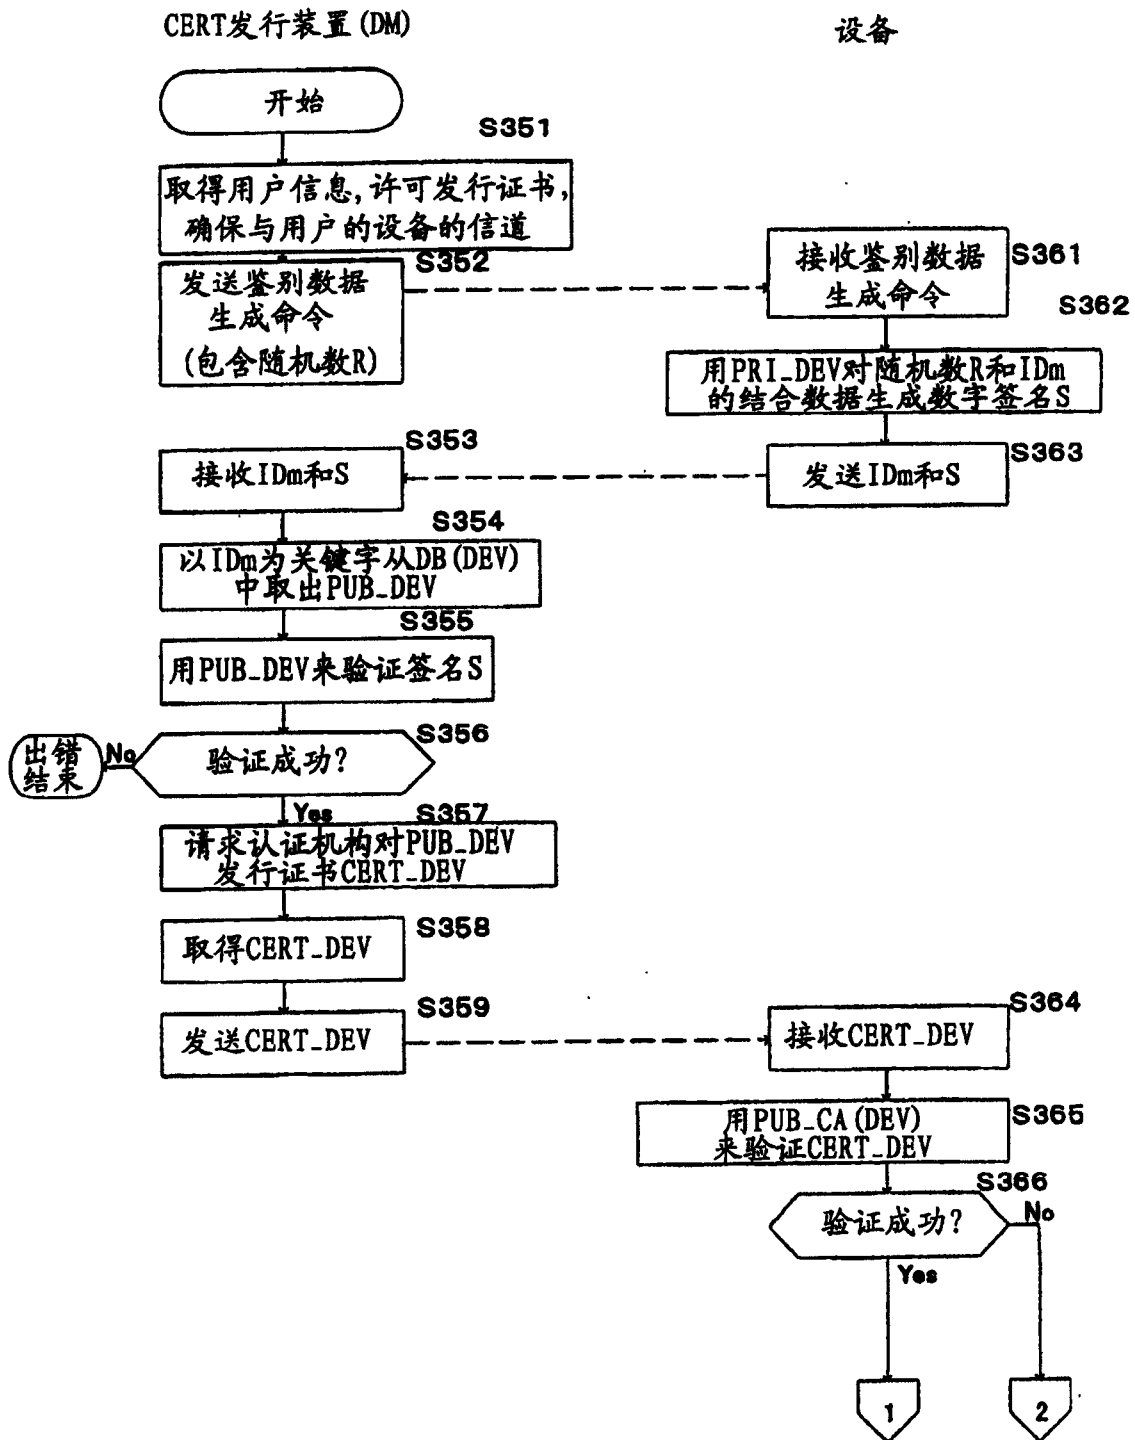 CERT发行装置(DM)
设备
开始
S351
取得用户信息,许可发行证书,
确保与用户的设备的信道
S352
发送鉴别数据
生成命令
(包含随机数R)
接收鉴别数据
生成命令
S361
S362
用PRI_DEV对随机数R和IDm
的结合数据生成数字签名S
S353
接收IDm和S
发送IDm和S
S363
S354
以IDm为关键字从DB(DEV)
中取出PUB_DEV
S355
用PUB_DEV来验证签名S
S356
验证成功?
No
出错
结束
Yes
S357
请求认证机构对PUB_DEV
发行证书CERT_DEV
S358
取得CERT_DEV
S359
发送CERT_DEV
S364
接收CERT_DEV
S365
用PUB_CA(DEV)
来验证CERT_DEV
S366
验证成功?
No
Yes
1
2